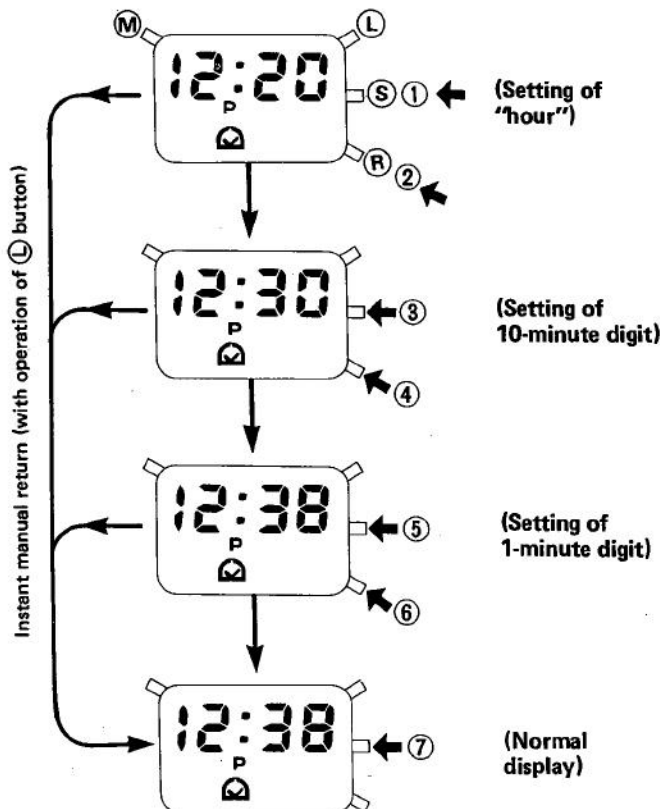 M
L
12:20
P
S ①
(Setting of
"hour")
R ②
12:30
P
③
(Setting of
10-minute digit)
④
12:38
P
⑤
(Setting of
1-minute digit)
⑥
12:38
P
⑦
(Normal
display)
Instant manual return (with operation of Ⓛ button)